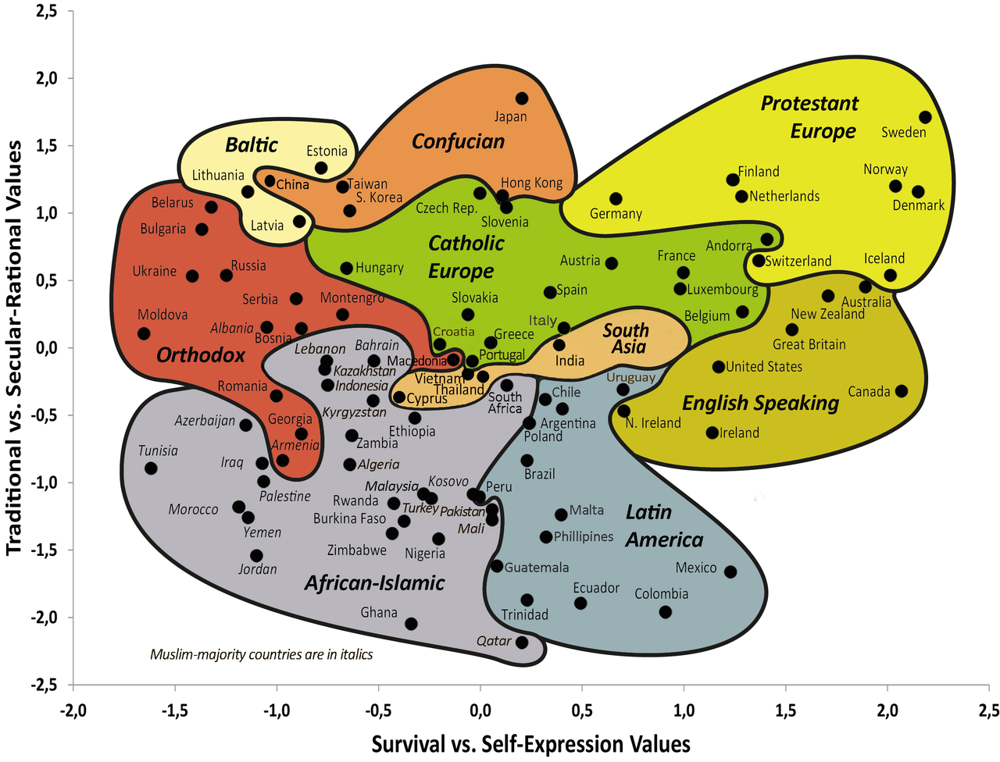 2,5
2,0
1,5
1,0
0,5
0,0
-0,5
-1,0
-1,5
-2,0
-2,5
Traditional vs. Secular-Rational Values
Protestant
Europe
Sweden
Japan
Confucian
Baltic
Estonia
Lithuania
China
Taiwan
S. Korea
Hong Kong
Finland
Norway
Netherlands
Denmark
Germany
Belarus
Bulgaria
Latvia
Czech Rep.
Slovenia
Catholic
Europe
Andorra
Switzerland
Iceland
Ukraine
Russia
Hungary
Austria
France
Luxembourg
Serbia
Montengro
Slovakia
Spain
Australia
New Zealand
Belgium
Moldova
Albania
Bosnia
Italy
Croatia
Greece
South
Asia
Great Britain
Orthodox
Lebanon
Bahrain
Macedonia
Portugal
India
United States
Kazakhstan
Indonesia
Vietnam
Thailand
Uruguay
Canada
Romania
Cyprus
South
Africa
Chile
English Speaking
Kyrgyzstan
Georgia
Azerbaijan
Ethiopia
Argentina
N. Ireland
Ireland
Poland
Armenia
Zambia
Tunisia
Iraq
Algeria
Brazil
Palestine
Malaysia
Kosovo
Peru
Morocco
Rwanda
Turkey
Pakistan
Malta
Latin
America
Yemen
Burkina Faso
Mali
Phillipines
Jordan
Zimbabwe
Nigeria
Guatemala
Mexico
African-Islamic
Ecuador
Colombia
Ghana
Trinidad
Qatar
Muslim-majority countries are in italics
-2,0
-1,5
-1,0
-0,5
0,0
0,5
1,0
1,5
2,0
2,5
Survival vs. Self-Expression Values